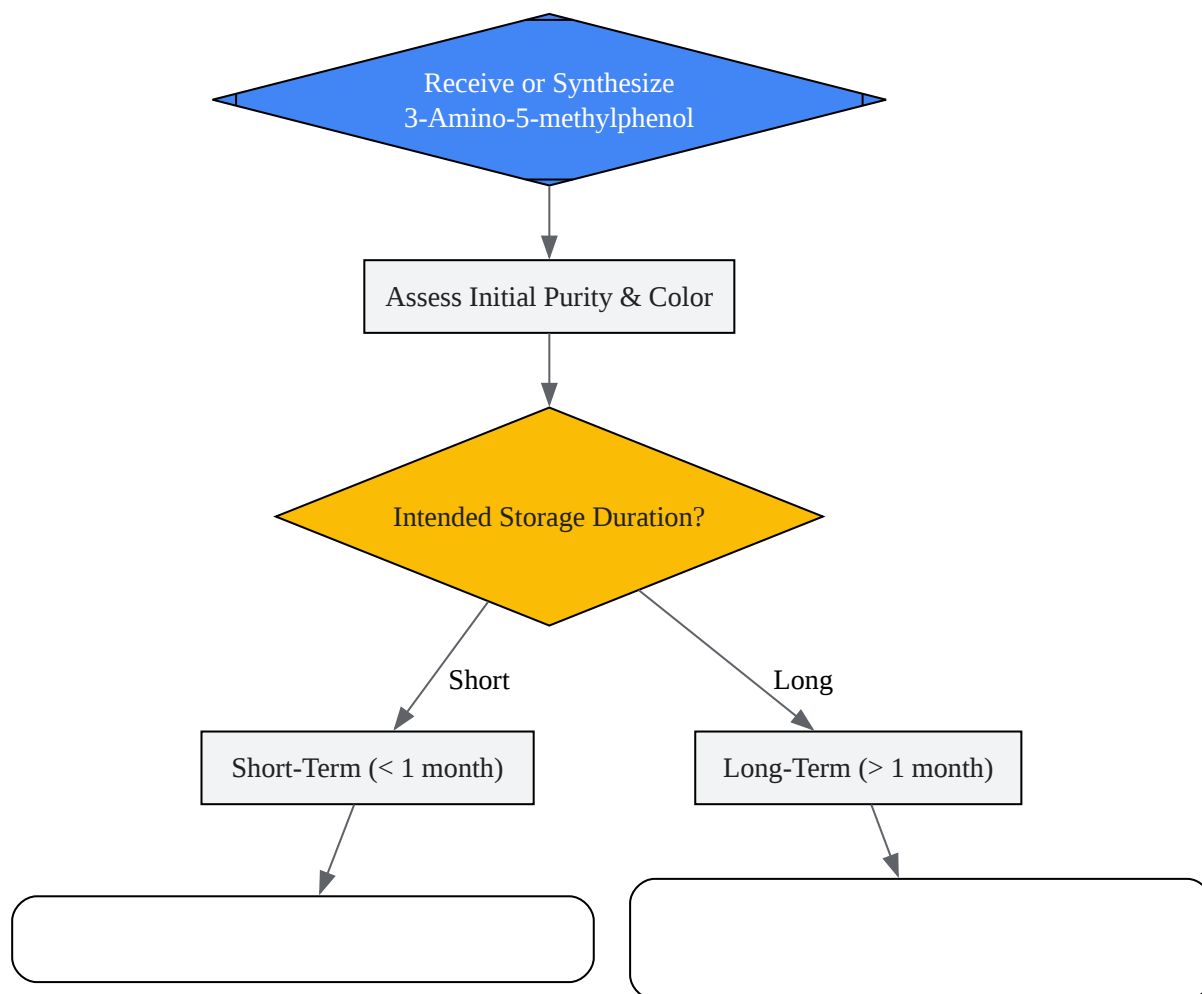 Receive or Synthesize
3-Amino-5-methylphenol
Assess Initial Purity & Color
Intended Storage Duration?
Short
Long
Short-Term (< 1 month)
Long-Term (> 1 month)